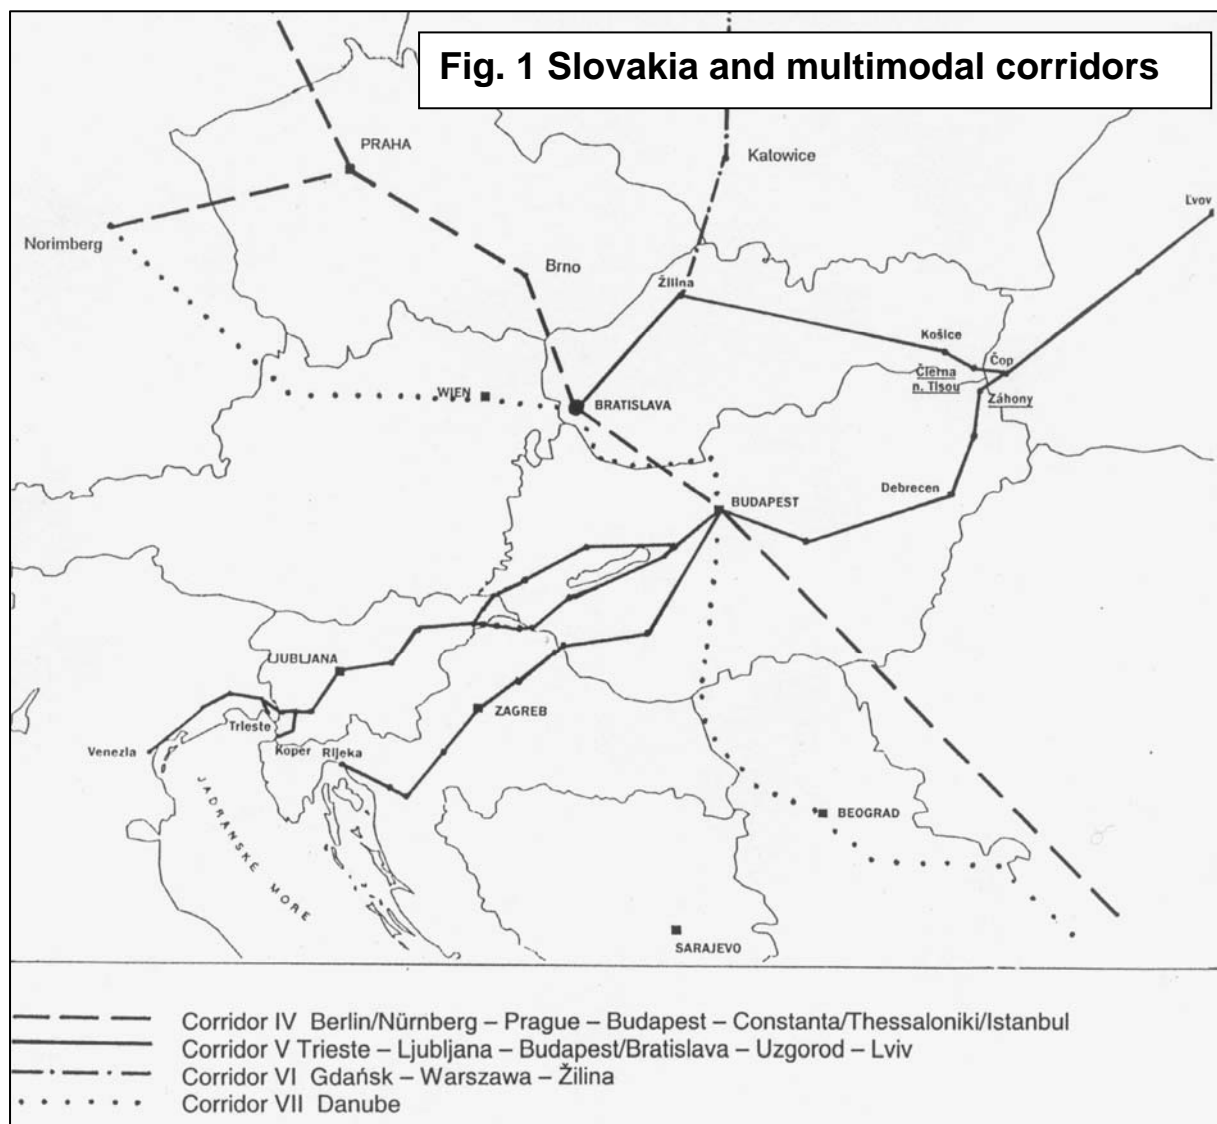 Fig. 1 Slovakia and multimodal corridors
PRAHA
Katowice
Ľvov
Norimberg
Brno
Žilina
Košice
Čop
Čierna
n. Tisou
Záhony
WIEN
BRATISLAVA
Debrecen
BUDAPEST
LJUBLJANA
ZAGREB
Trieste
Koper
Rijeka
Venezia
JADRANSKÉ MORE
BEOGRAD
SARAJEVO
Corridor IV Berlin/Nürnberg – Prague – Budapest – Constanta/Thessaloniki/Istanbul
Corridor V Trieste – Ljubljana – Budapest/Bratislava – Uzgorod – Lviv
Corridor VI Gdańsk – Warszawa – Žilina
Corridor VII Danube